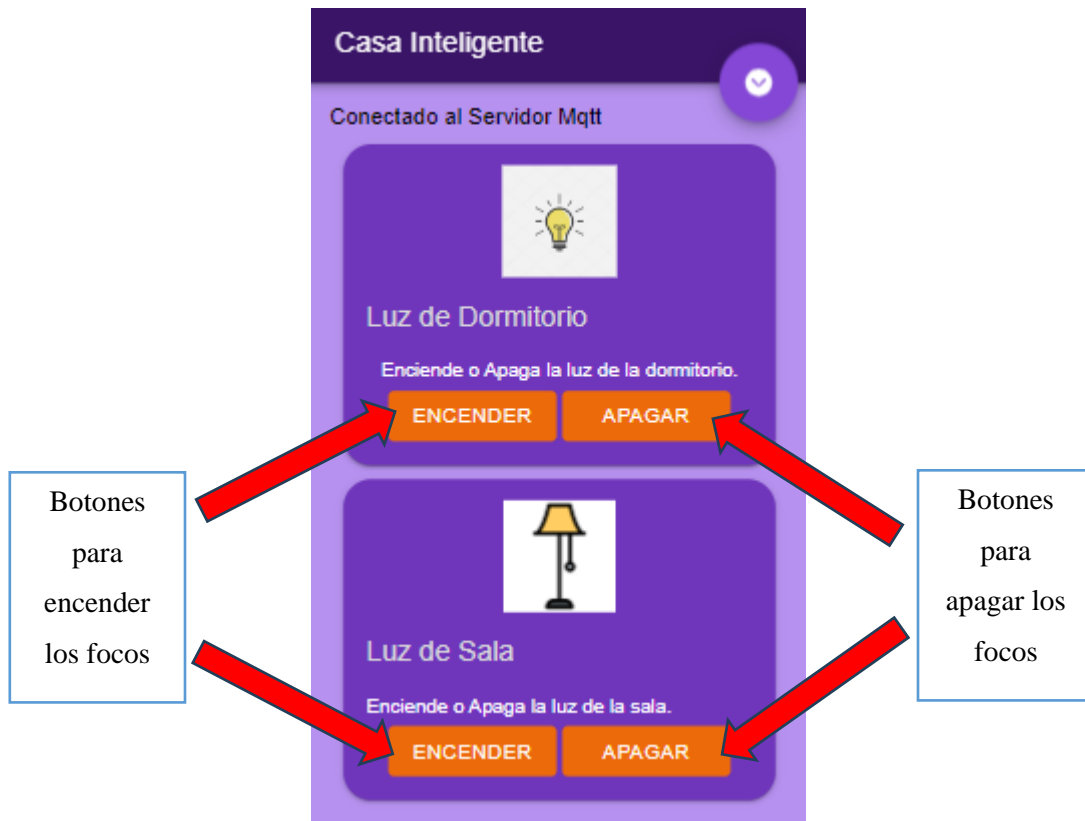 Casa Inteligente
Conectado al Servidor Mqtt
Luz de Dormitorio
Enciende o Apaga la luz de la dormitorio.
ENCENDER
APAGAR
Botones
para
encender
los focos
Botones
para
apagar los
focos
Luz de Sala
Enciende o Apaga la luz de la sala.
ENCENDER
APAGAR